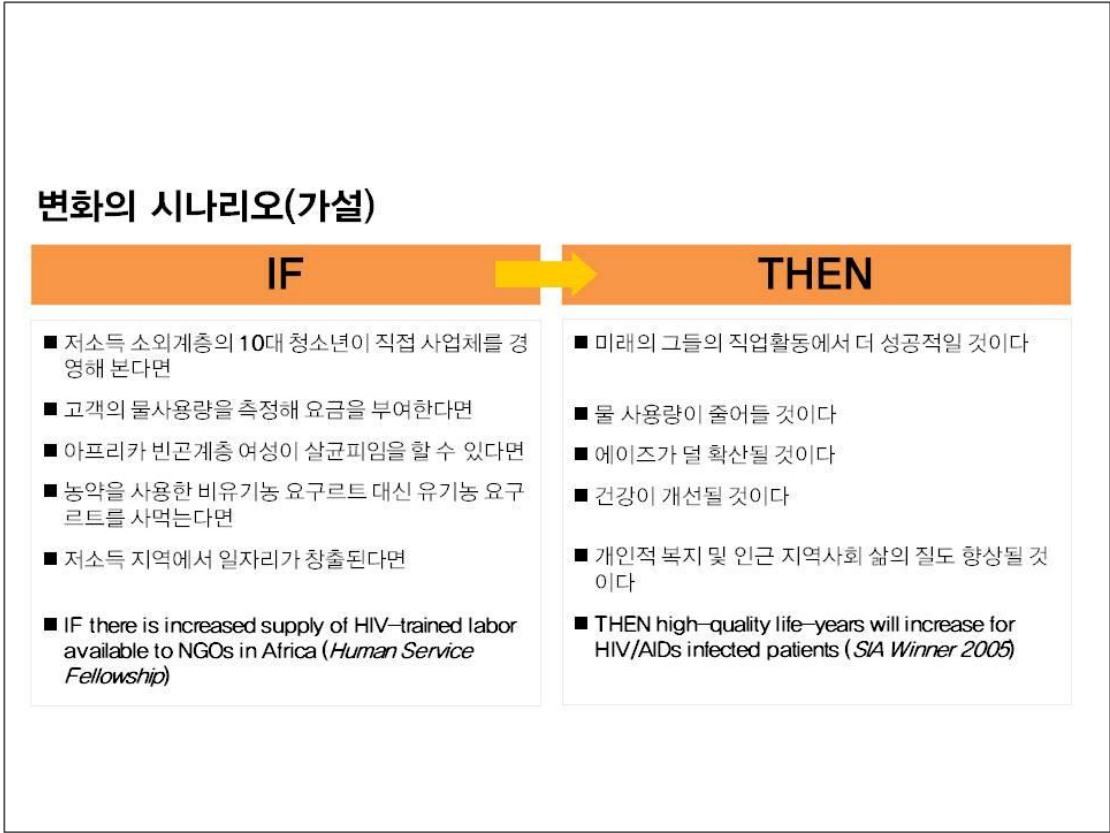 변화의 시나리오(가설)
IF
THEN
■ 저소득 소외계층의 10대 청소년이 직접 사업체를 경
영해 본다면
■ 고객의 물사용량을 측정해 요금을 부여한다면
■ 아프리카 빈곤계층 여성이 살균피임을 할 수 있다면
■ 농약을 사용한 비유기농 요구르트 대신 유기농 요구
르트를 사먹는다면
■ 저소득 지역에서 일자리가 창출된다면
■ IF there is increased supply of HIV-trained labor
available to NGOs in Africa (Human Service
Fellowship)
■ 미래의 그들의 직업활동에서 더 성공적일 것이다
■ 물 사용량이 줄어들 것이다
■ 에이즈가 덜 확산될 것이다
■ 건강이 개선될 것이다
■ 개인적 복지 및 인근 지역사회 삶의 질도 향상될 것
이다
■ THEN high-quality life-years will increase for
HIV/AIDs infected patients (SIA Winner 2005)